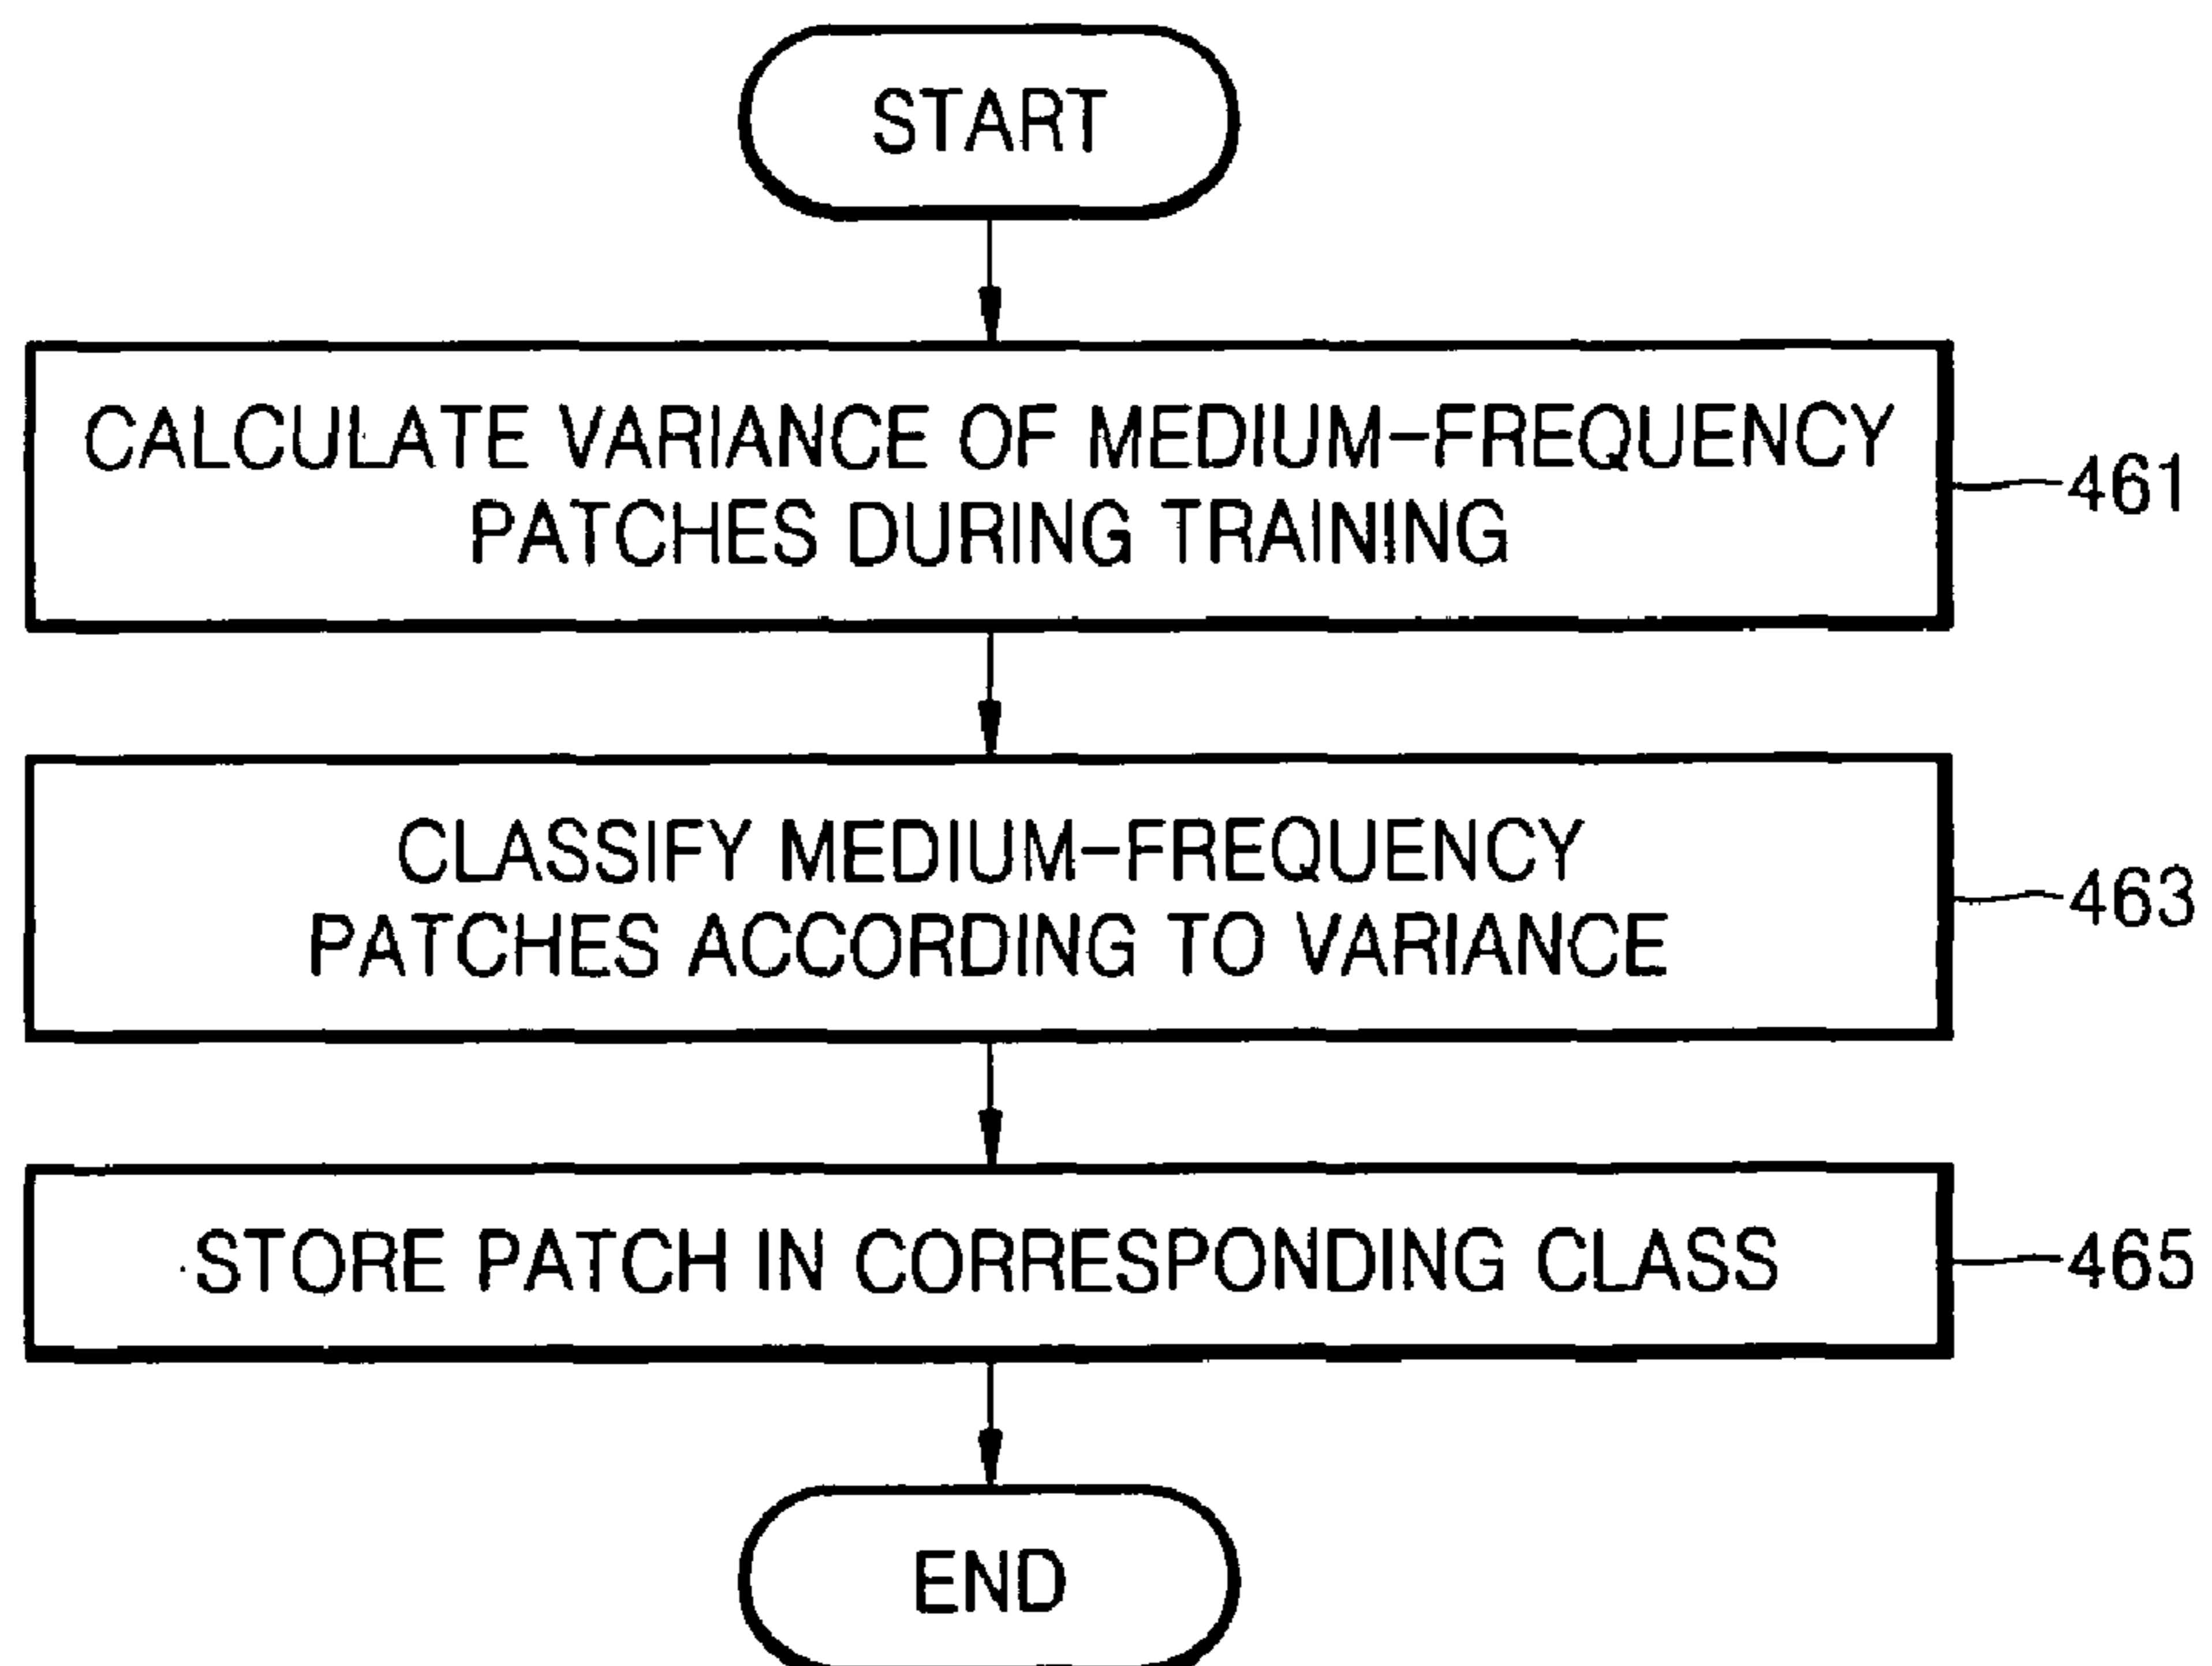 START
CALCULATE VARIANCE OF MEDIUM-FREQUENCY
PATCHES DURING TRAINING
461
CLASSIFY MEDIUM-FREQUENCY
PATCHES ACCORDING TO VARIANCE
463
STORE PATCH IN CORRESPONDING CLASS
465
END